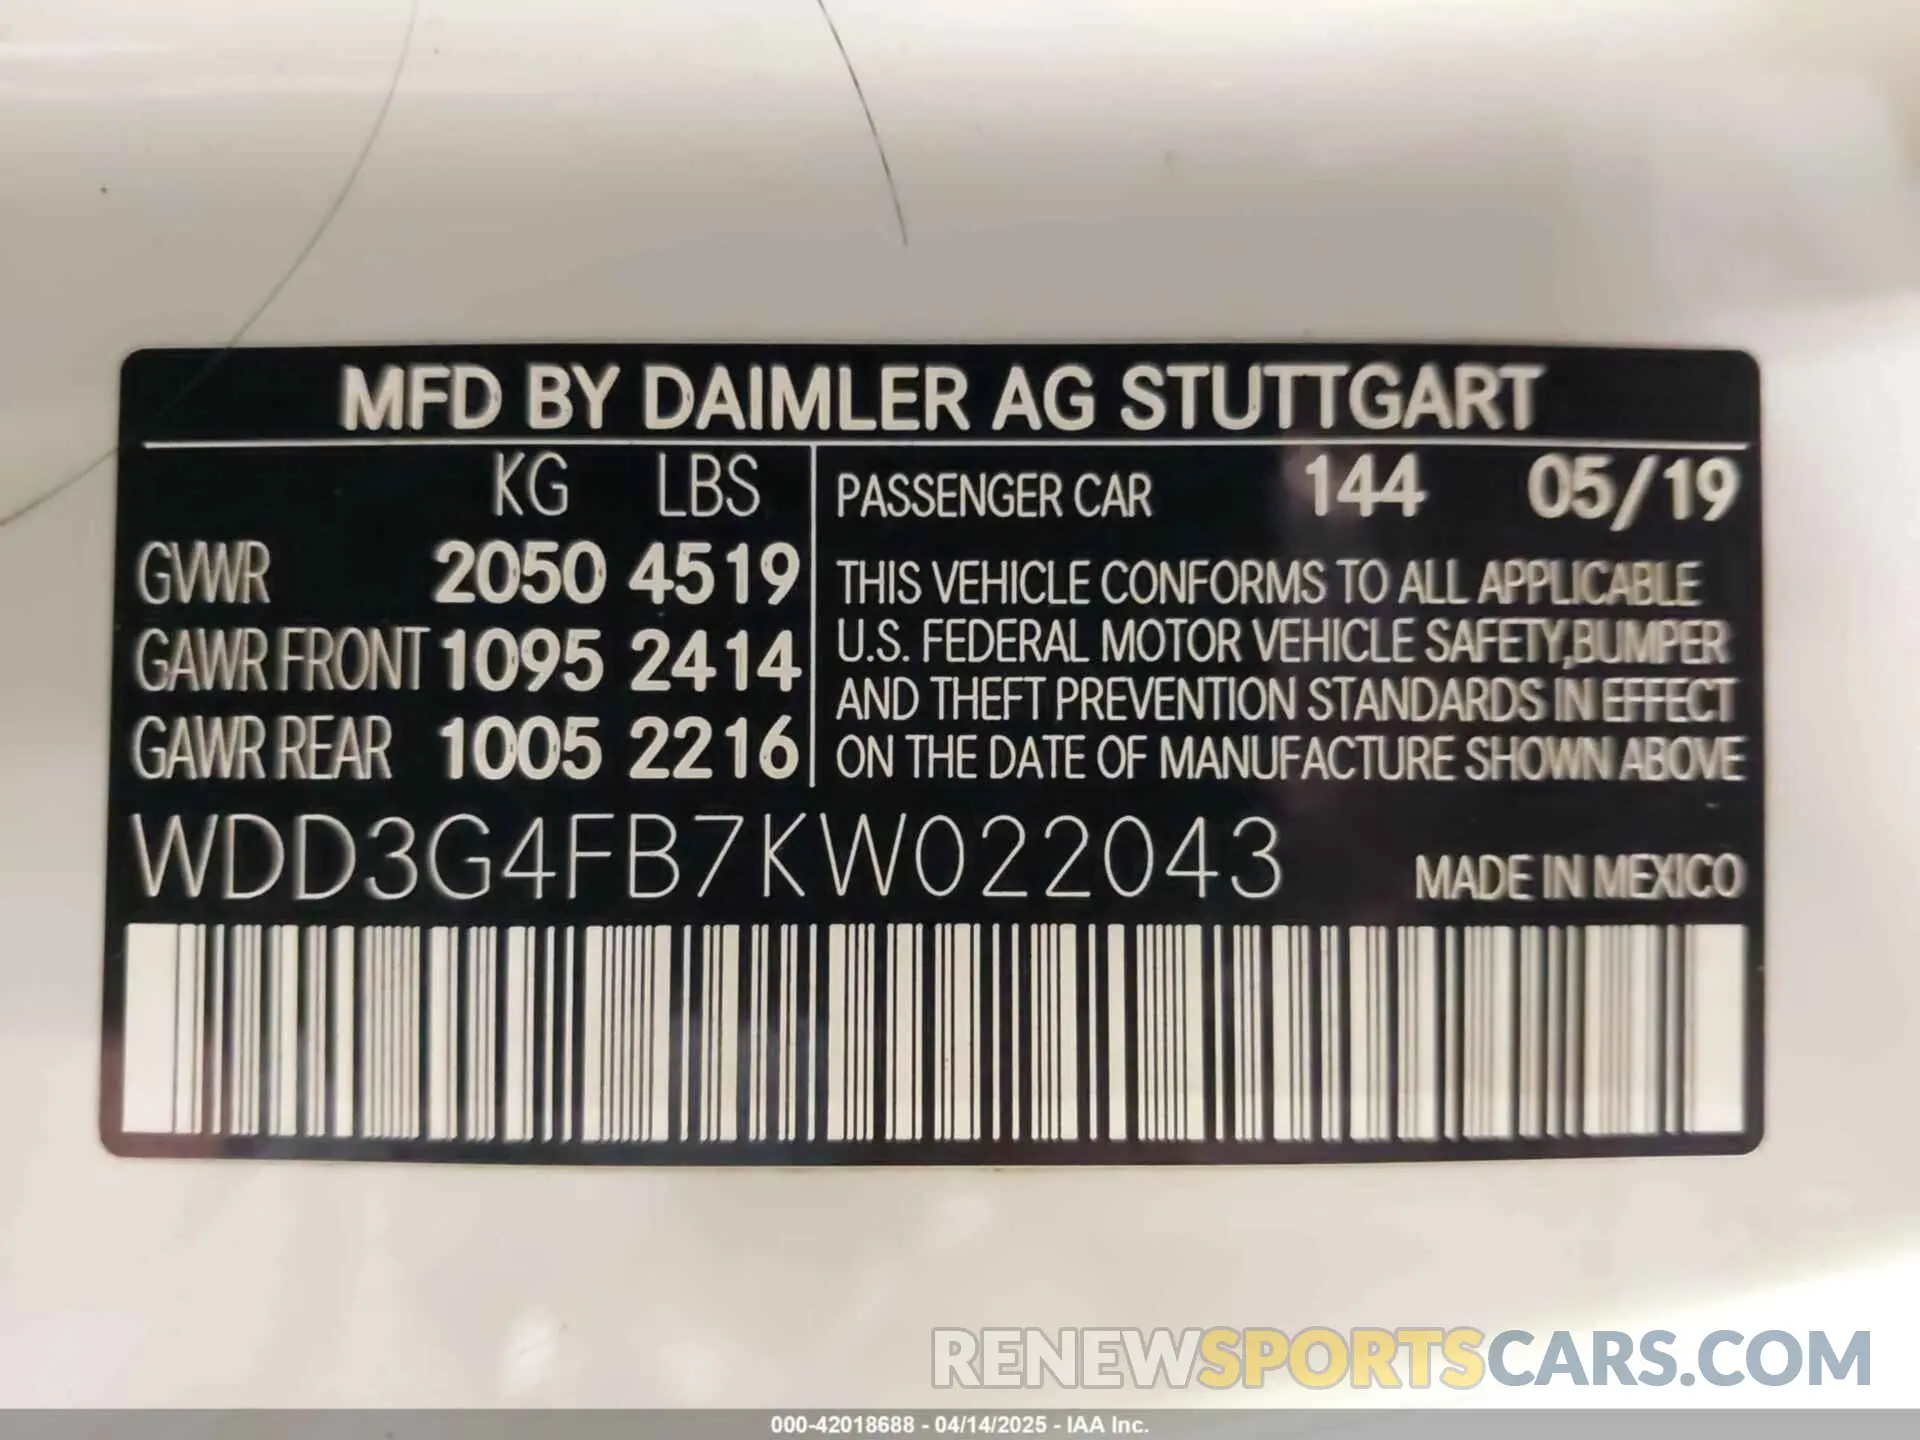 MFD BY DAIMLER AG STUTTGART
KG LBS
GVWR 2050 4519
GAWR FRONT 1095 2414
GAWR REAR 1005 2216
PASSENGER CAR 144 05/19
THIS VEHICLE CONFORMS TO ALL APPLICABLE
U.S. FEDERAL MOTOR VEHICLE SAFETY,BUMPER
AND THEFT PREVENTION STANDARDS IN EFFECT
ON THE DATE OF MANUFACTURE SHOWN ABOVE
WDD3G4FB7KW022043
MADE IN MEXICO
RENEWSPORTSCARS.COM
000-42018688 - 04/14/2025 - IAA Inc.